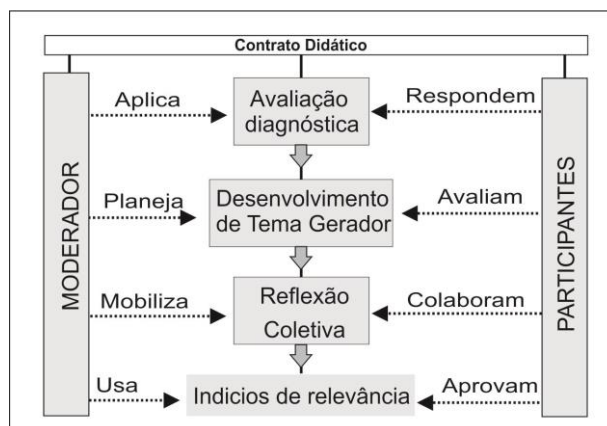 Contrato Didático
MODERADOR
PARTICIPANTES
Aplica
Avaliação
diagnóstica
Respondem
Planeja
Desenvolvimento
de Tema Gerador
Avaliam
Mobiliza
Reflexão
Coletiva
Colaboram
Usa
Indicios de relevância
Aprovam